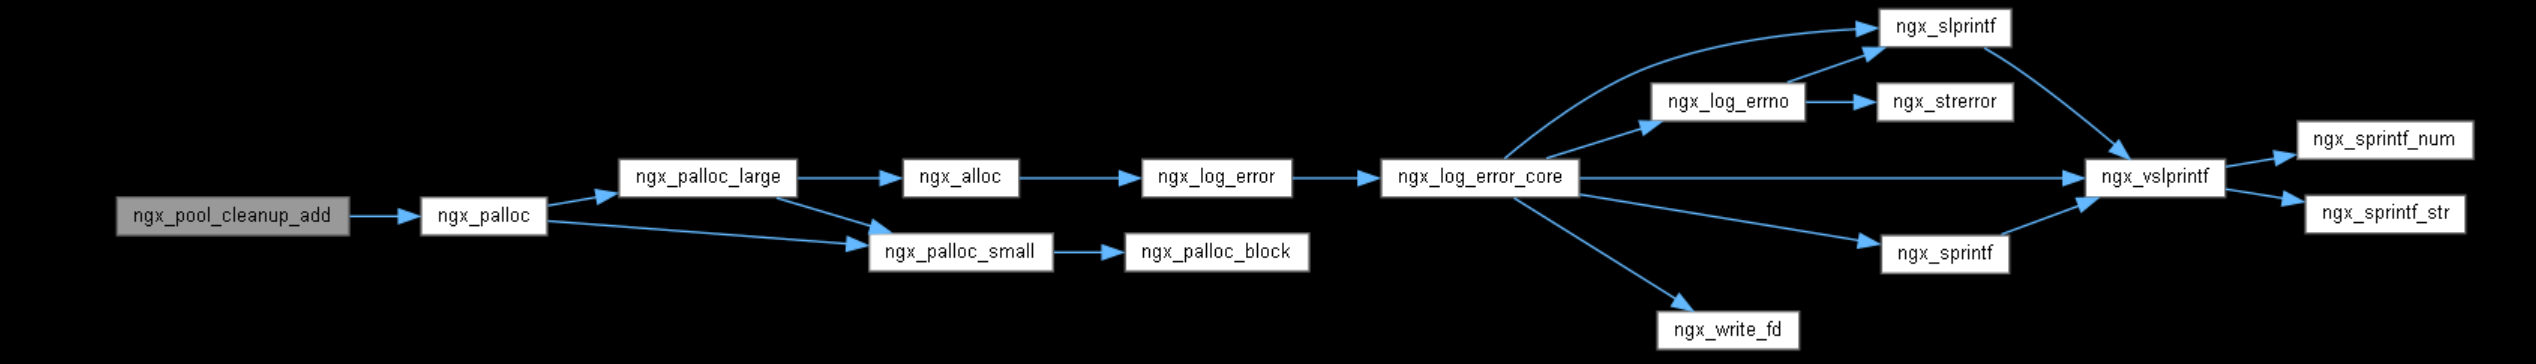 ngx_slprintf
ngx_log_errno
ngx_strerror
ngx_sprintf_num
ngx_palloc_large
ngx_alloc
ngx_log_error
ngx_log_error_core
ngx_vslprintf
ngx_pool_cleanup_add
ngx_palloc
ngx_sprintf_str
ngx_palloc_small
ngx_palloc_block
ngx_sprintf
ngx_write_fd